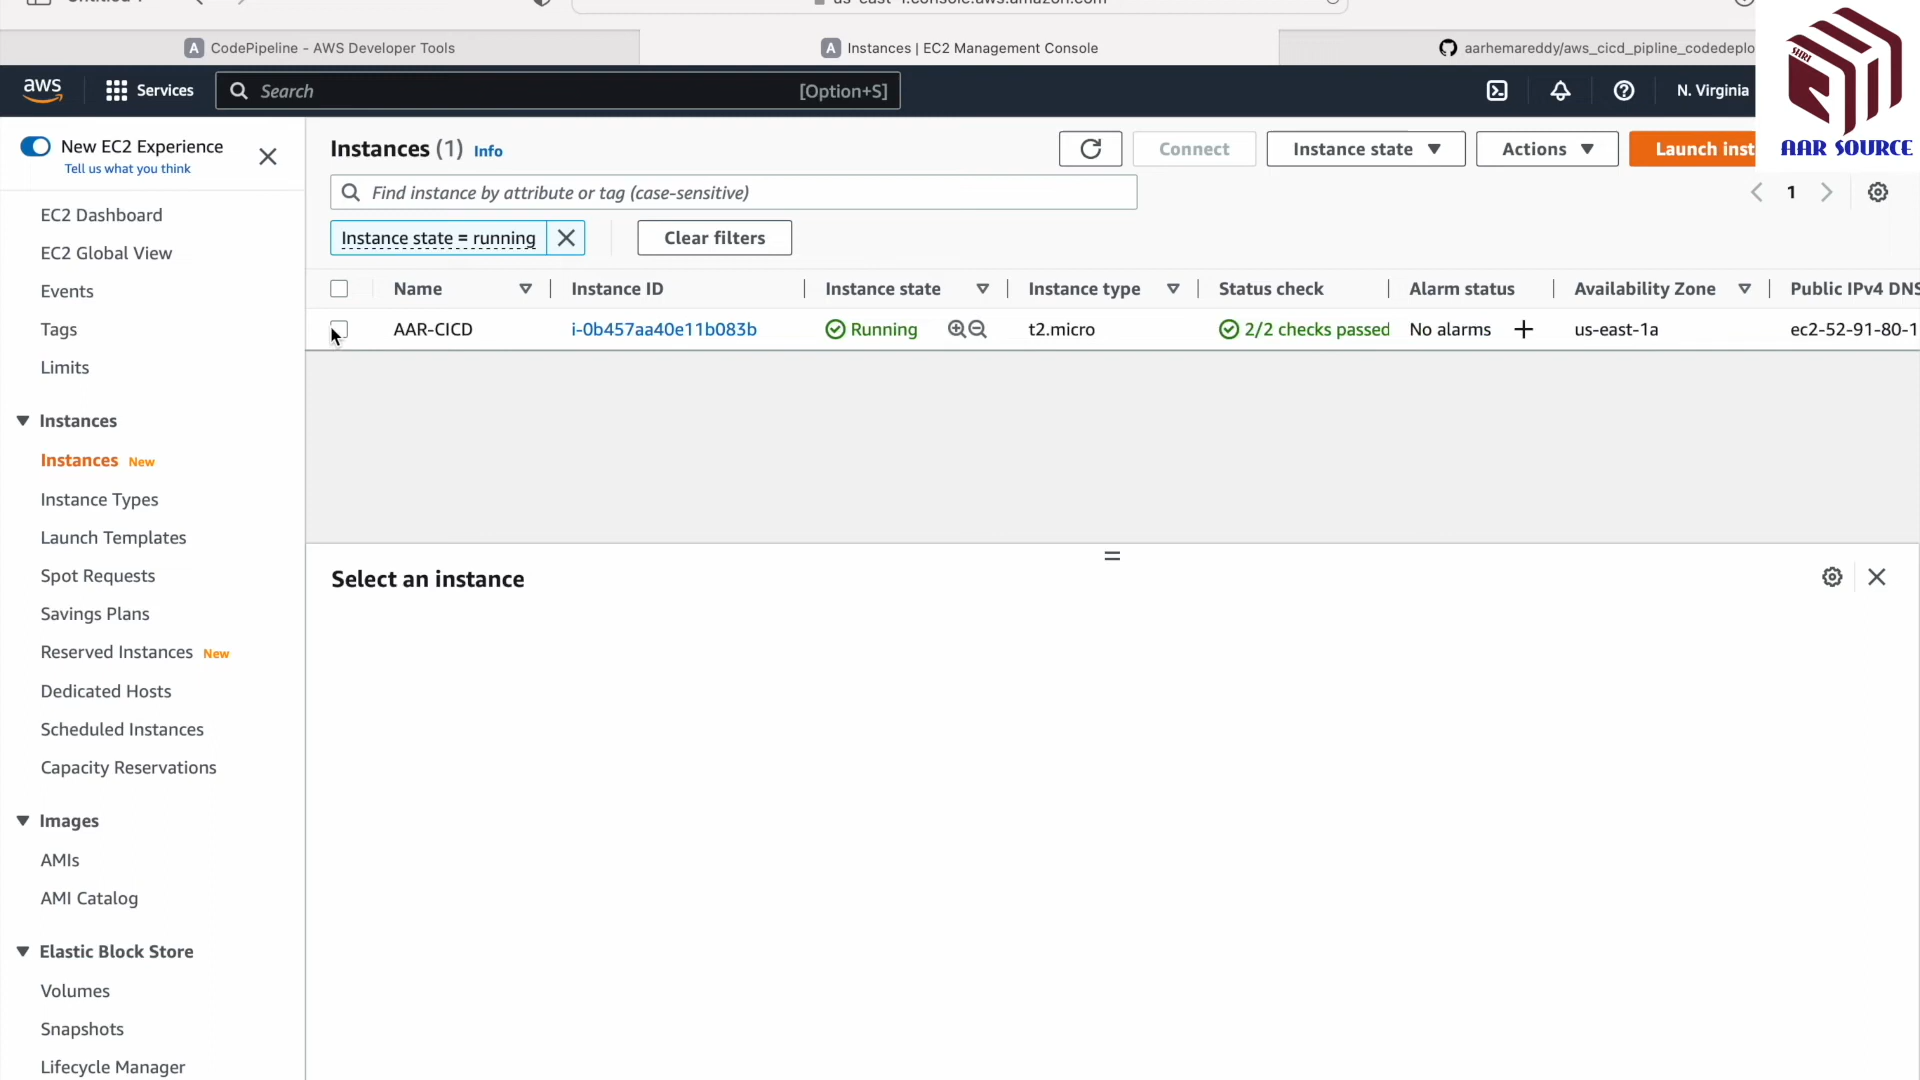 CodePipeline - AWS Developer Tools
Instances | EC2 Management Console
aarhemareddy/aws_cicd_pipline_codedeplo
SHRI
AAR SOURCE
aws
Services
Search
[Option+S]
N. Virginia
New EC2 Experience
Tell us what you think
EC2 Dashboard
EC2 Global View
Events
Tags
Limits
Instances
Instances New
Instance Types
Launch Templates
Spot Requests
Savings Plans
Reserved Instances New
Dedicated Hosts
Scheduled Instances
Capacity Reservations
Images
AMIs
AMI Catalog
Elastic Block Store
Volumes
Snapshots
Lifecycle Manager
Instances (1) Info
Connect
Instance state
Actions
Launch inst
Find instance by attribute or tag (case-sensitive)
1
Instance state = running
Clear filters
Name Instance ID Instance state Instance type Status check Alarm status Availability Zone Public IPv4 DNS
AAR-CICD i-0b457aa40e11b083b Running t2.micro 2/2 checks passed No alarms + us-east-1a ec2-52-91-80-1
Select an instance